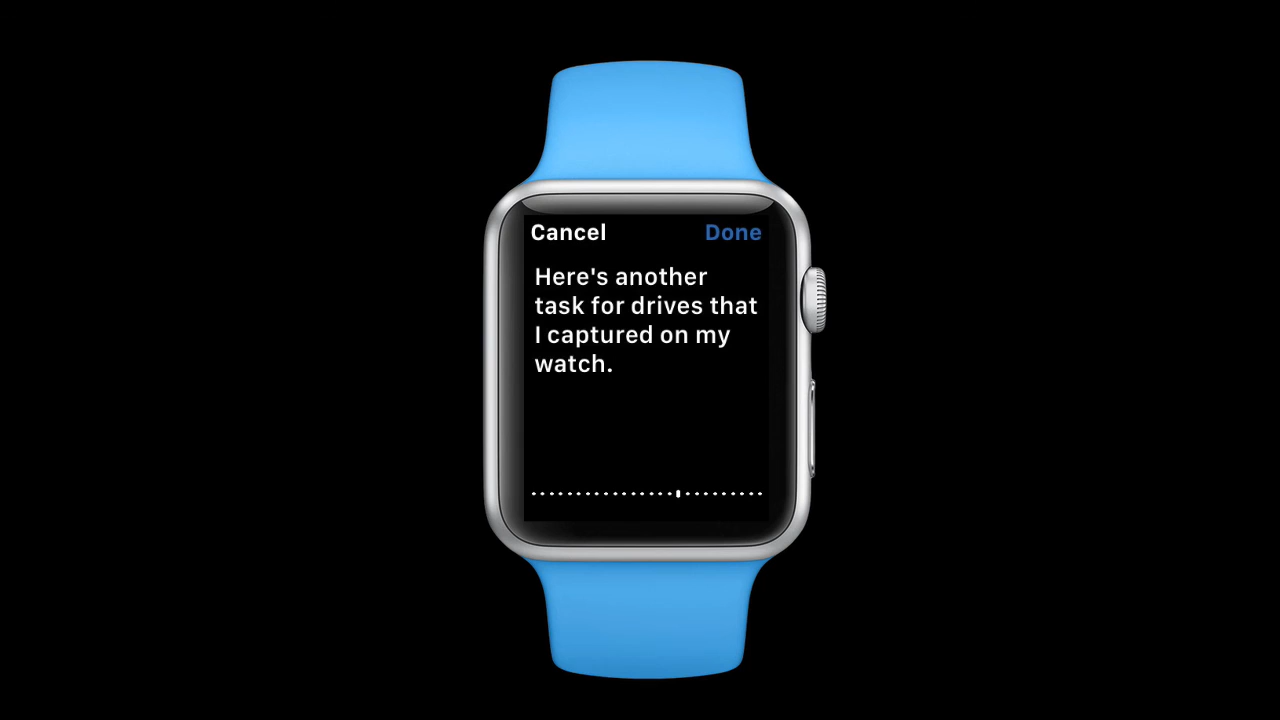 Cancel Done
Here's another
task for drives that
I captured on my
watch.